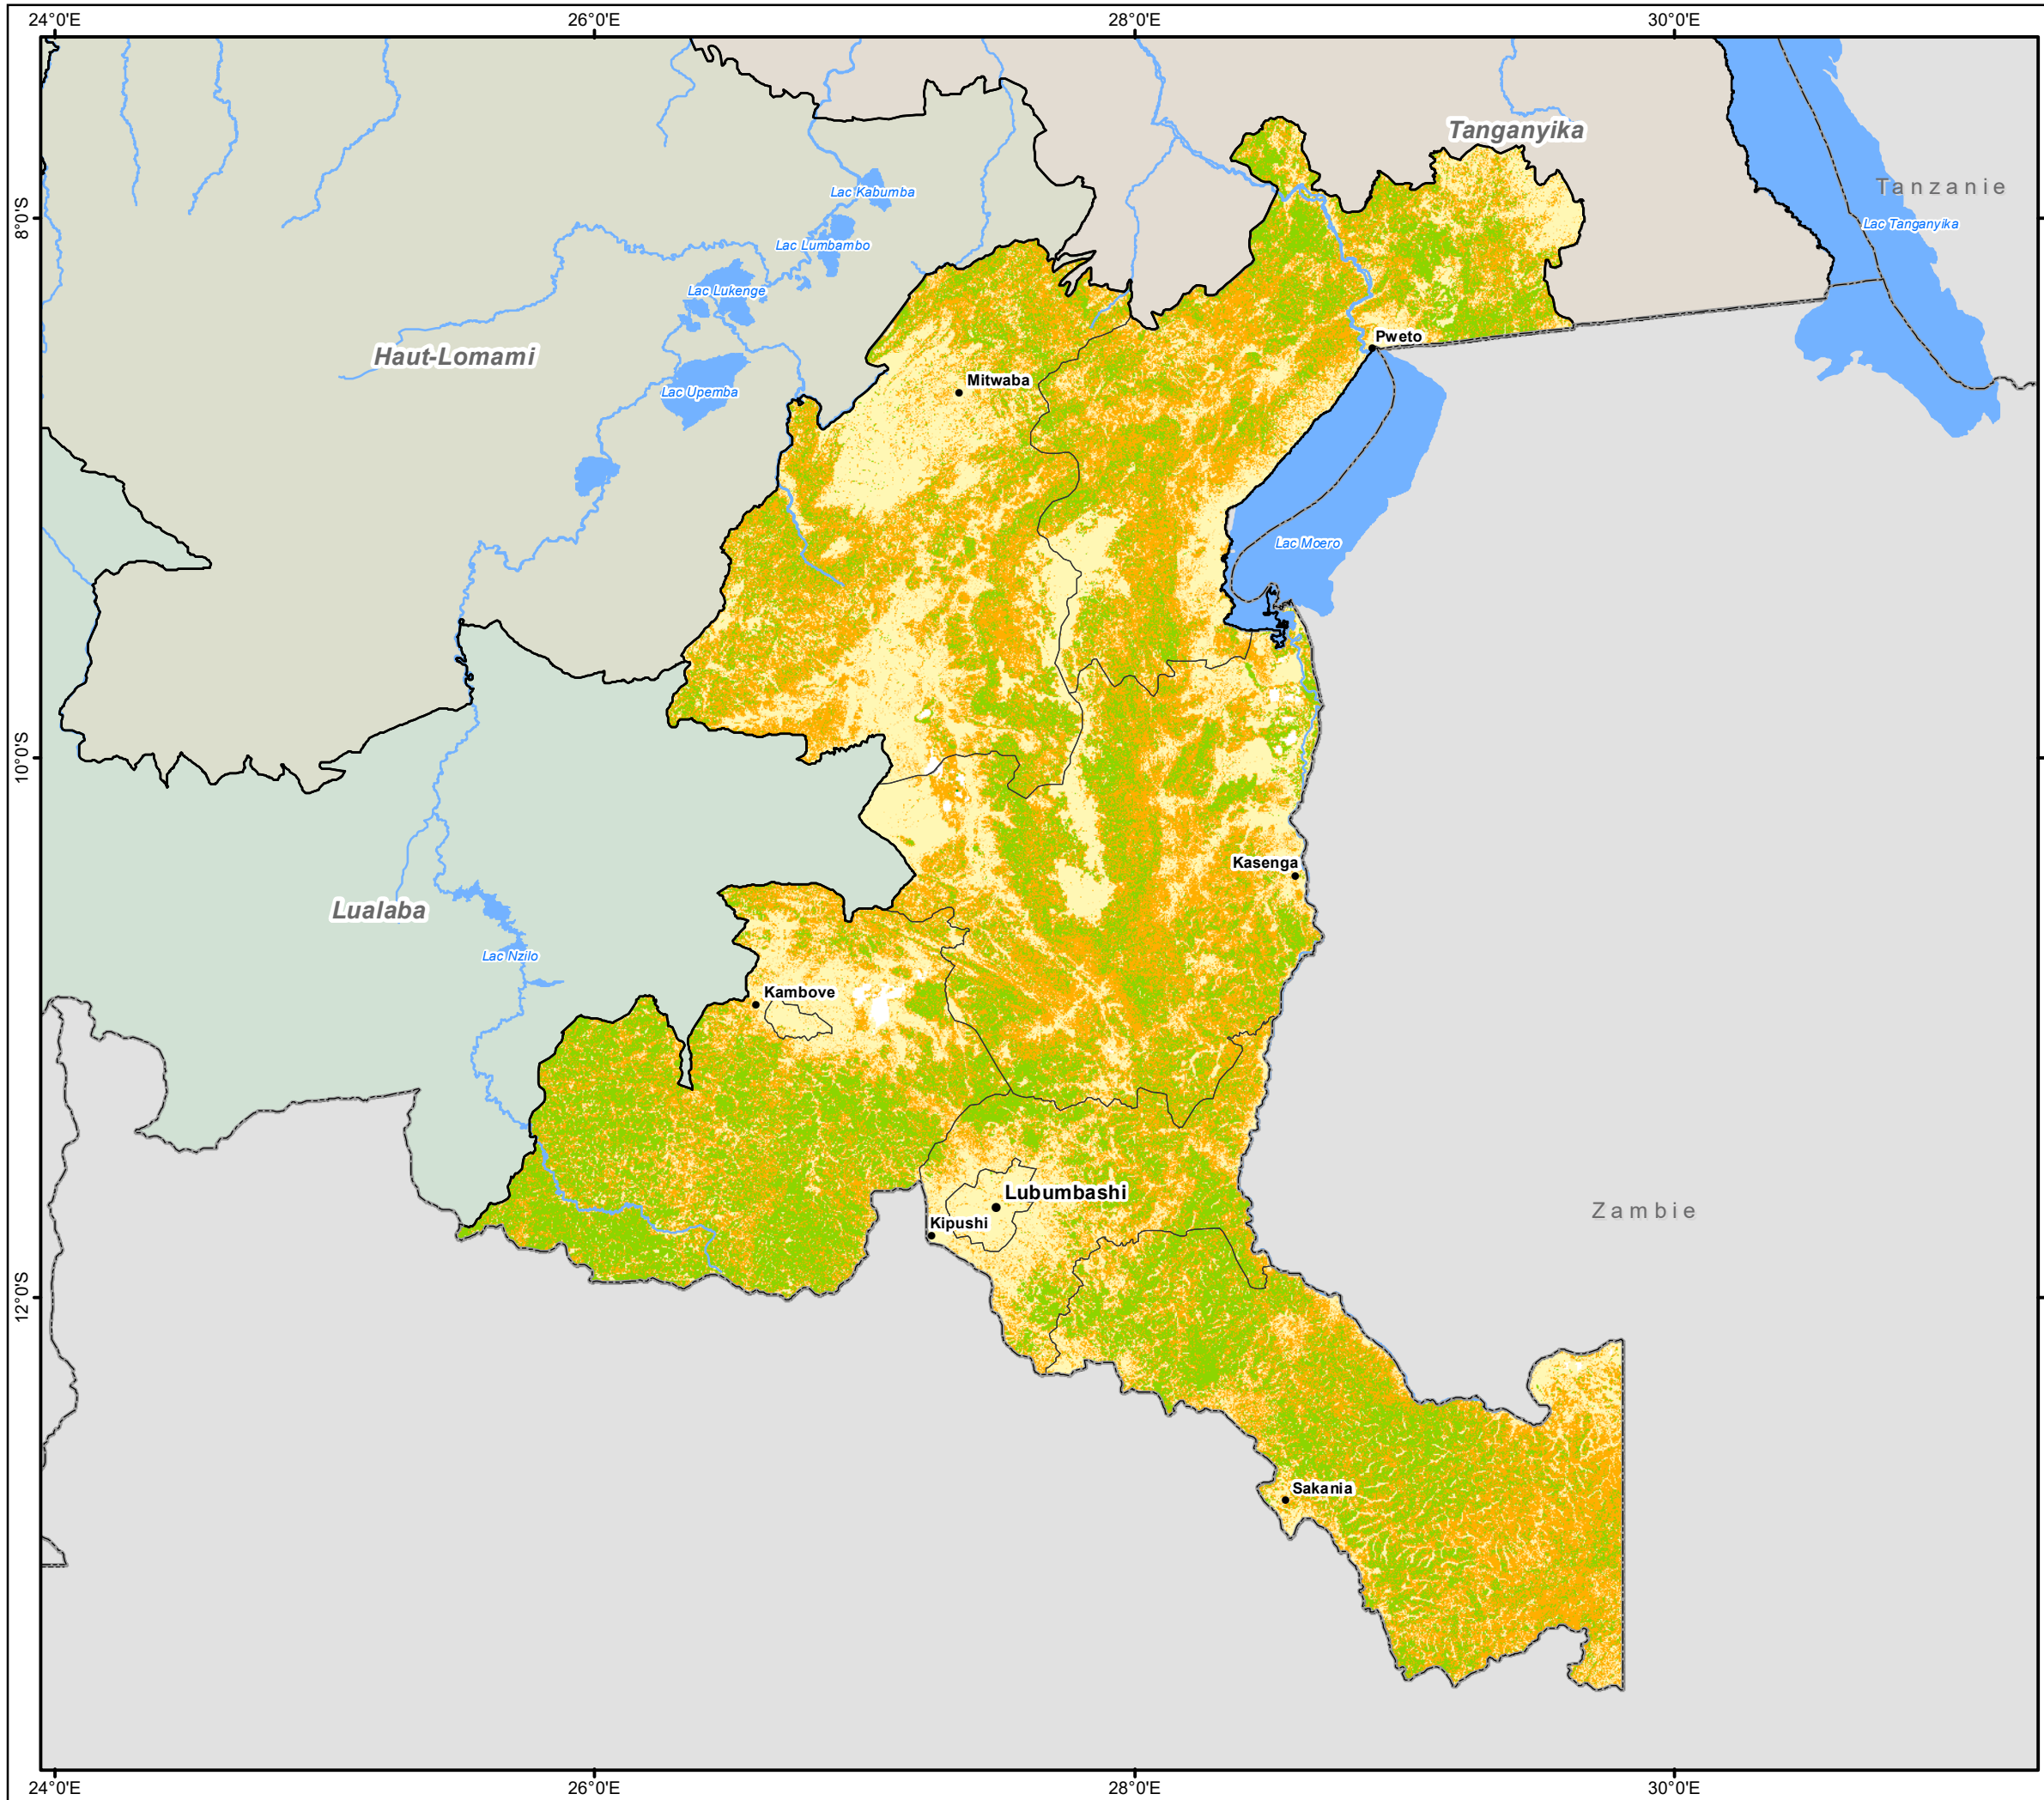 24°0'E 26°0'E 28°0'E 30°0'E
Tanganyika
Tanzanie
Lac Kabumba
8°0'S
Lac Tanganyika
Lac Lumbambo
Lac Lukenge
Pweto
Haut-Lomami
Mitwaba
Lac Upemba
Lac Moero
10°0'S
Kasenga
Lualaba
Lac Nzilo
Kambove
Lubumbashi
Zambie
Kipushi
12°0'S
Sakania
24°0'E 26°0'E 28°0'E 30°0'E